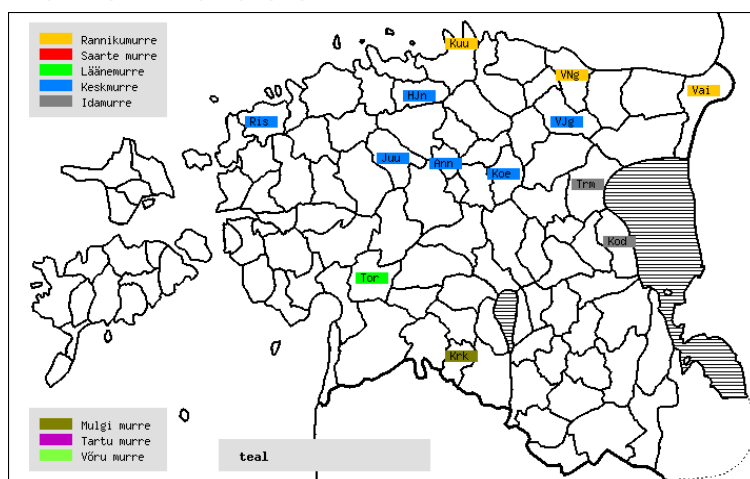 Rannikumurre
Saarte murre
Läänemurre
Keskmurre
Idamurre
Kuu
VNg
Vai
HJn
Ris
VJg
Juu
Ann
Koe
Trm
Kod
Tor
Krk
Mulgi murre
Tartu murre
Võru murre
teal